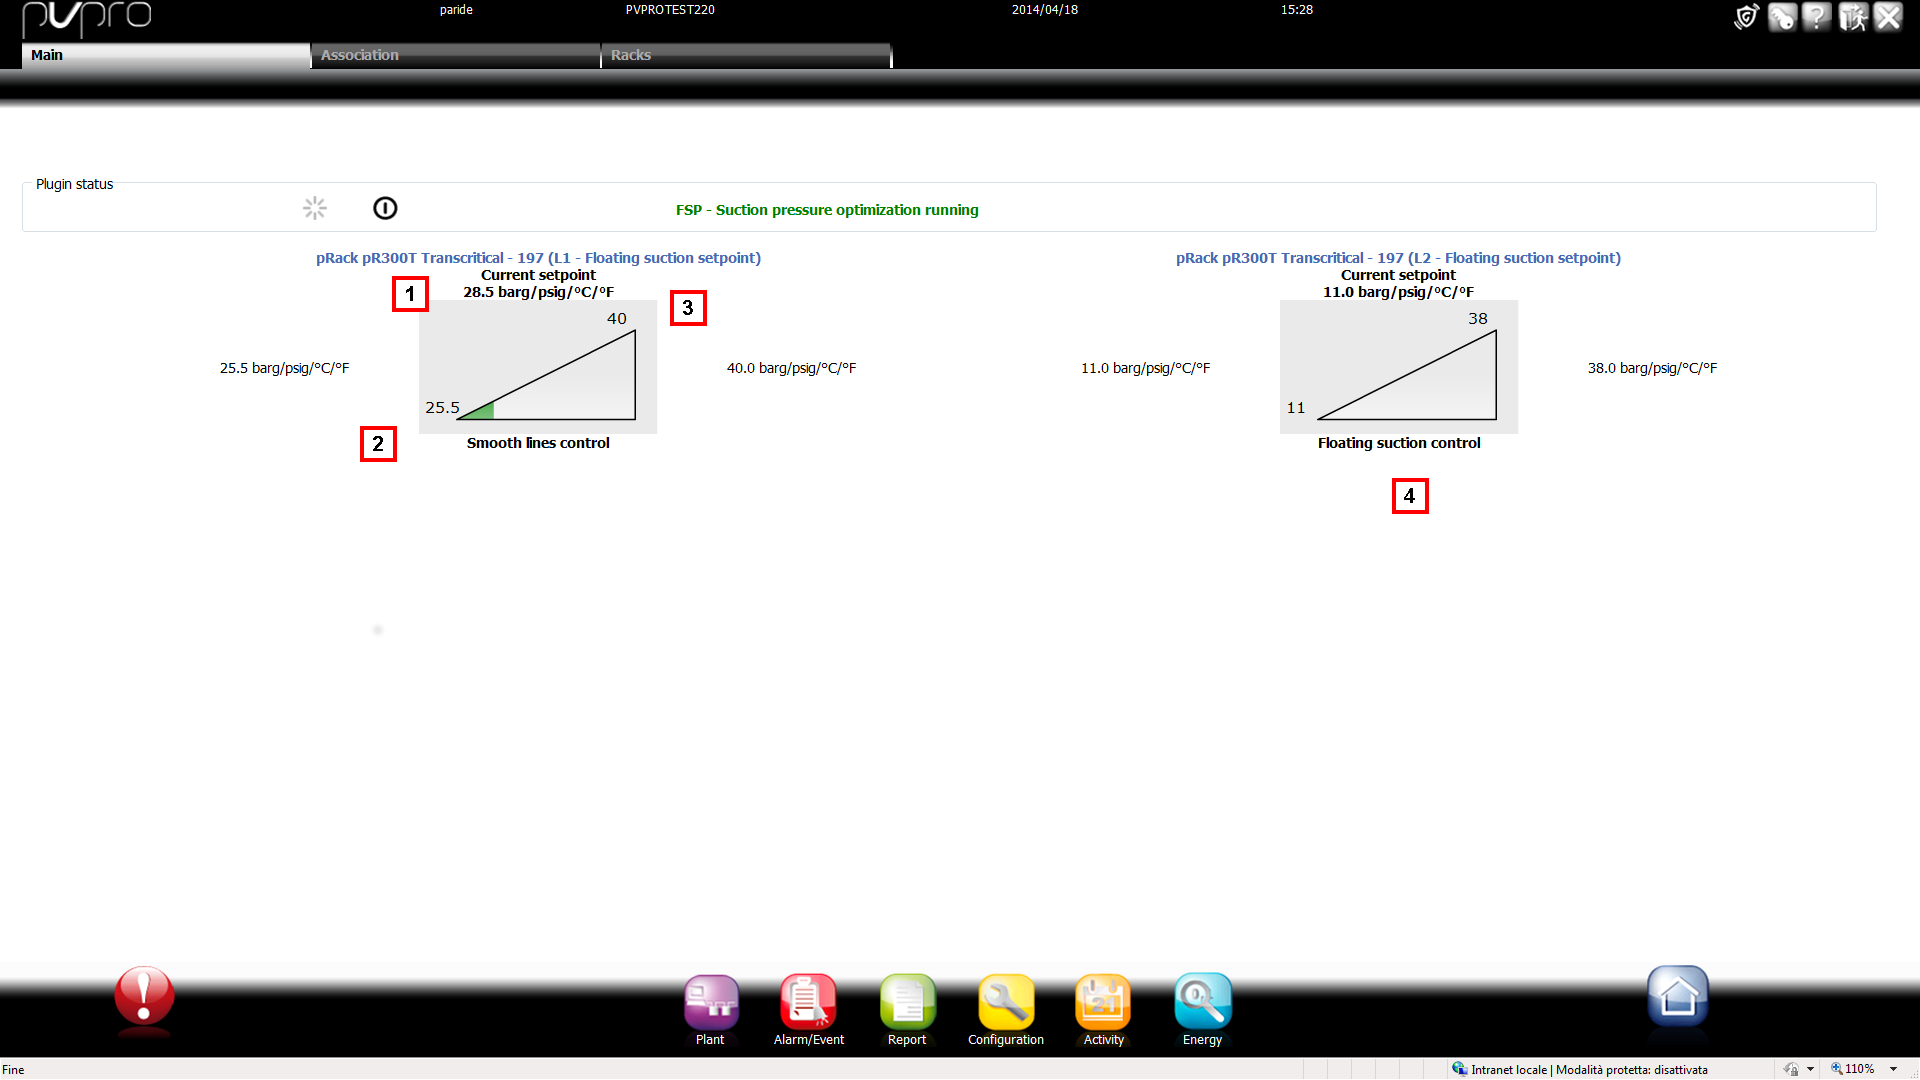 pvpro paride PVPROTEST220 2014/04/18 15:28
Main Association Racks
Plugin status
FSP - Suction pressure optimization running
pRack pR300T Transcritical - 197 (L1 - Floating suction setpoint)
Current setpoint
28.5 barg/psig/°C/°F
1
3
40
25.5 barg/psig/°C/°F
40.0 barg/psig/°C/°F
25.5
2
Smooth lines control
pRack pR300T Transcritical - 197 (L2 - Floating suction setpoint)
Current setpoint
11.0 barg/psig/°C/°F
38
11.0 barg/psig/°C/°F
38.0 barg/psig/°C/°F
11
Floating suction control
4
21
Plant Alarm/Event Report Configuration Activity Energy
Fine Intranet locale | Modalità protetta: disattivata 110%